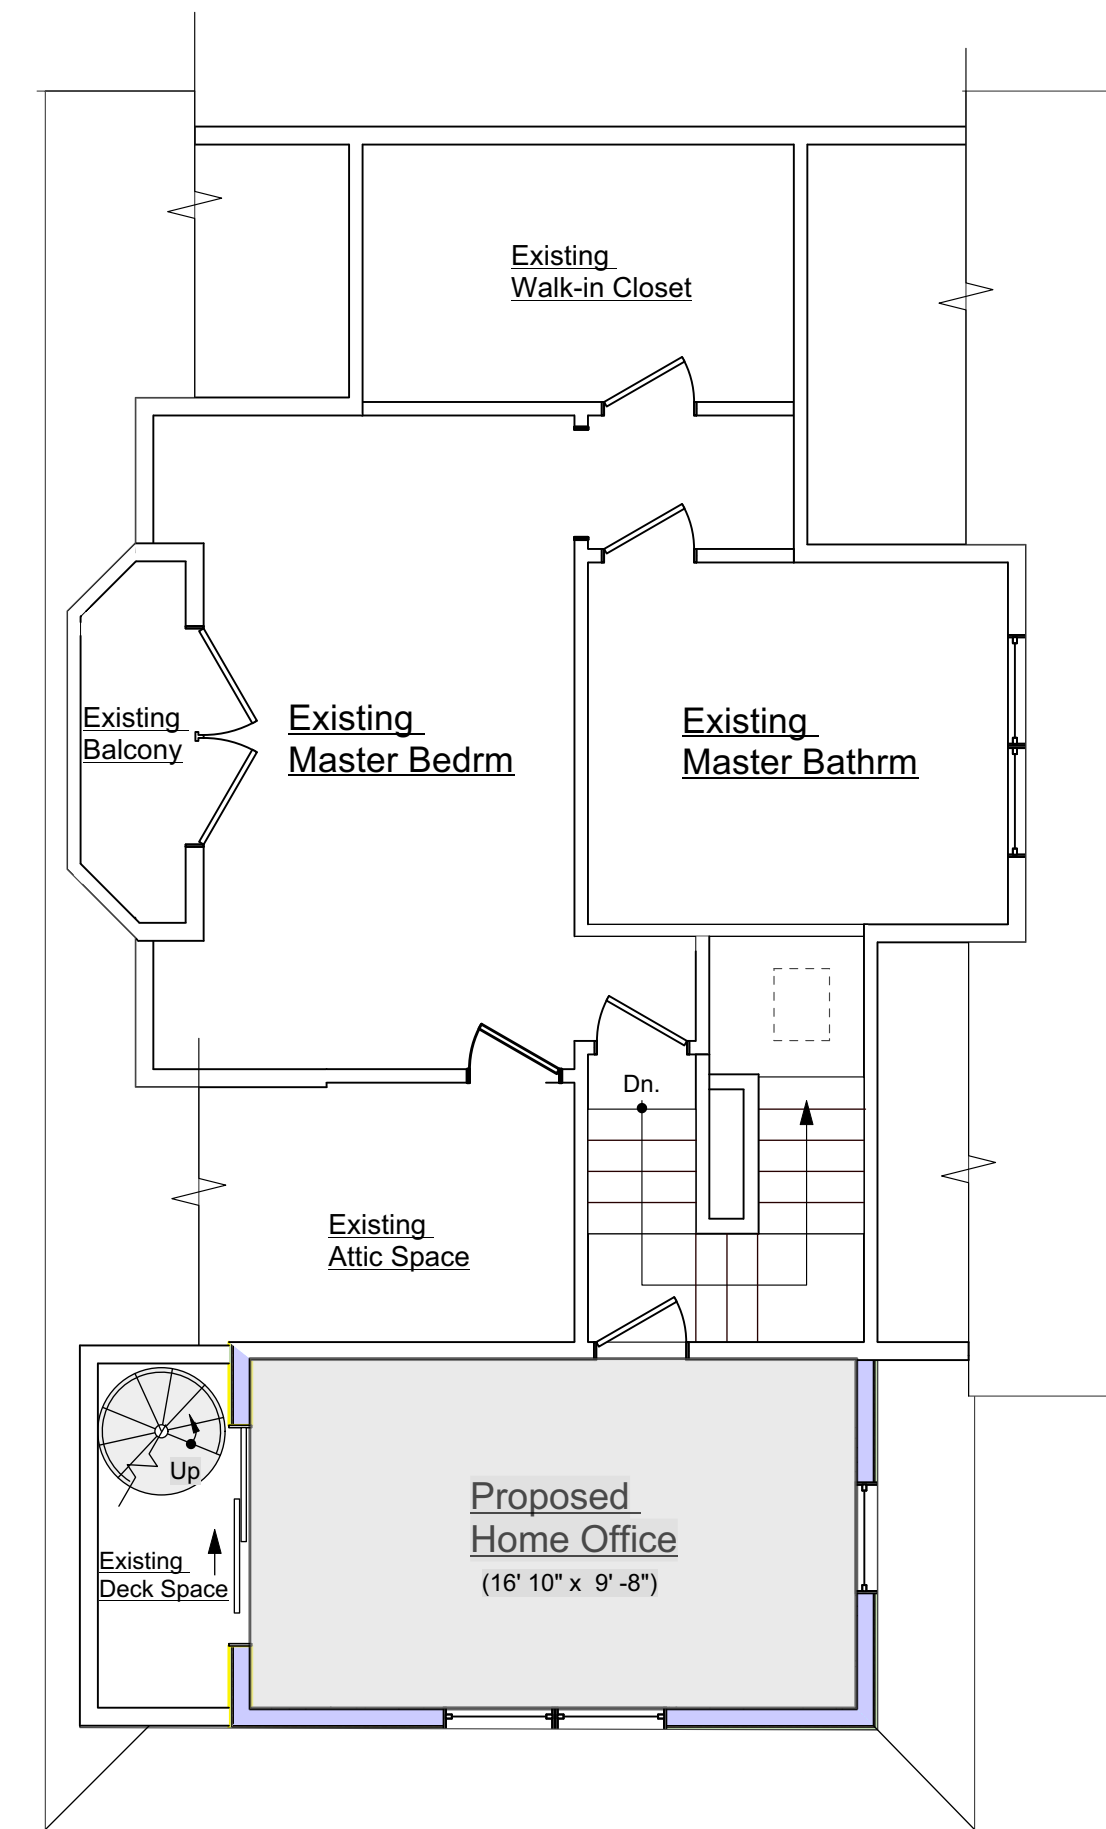 Existing
Walk-in Closet
Existing
Balcony
Existing
Master Bedrm
Existing
Master Bathrm
Dn.
Existing
Attic Space
Up
Existing
Deck Space
Proposed
Home Office
(16' 10" x 9' -8")